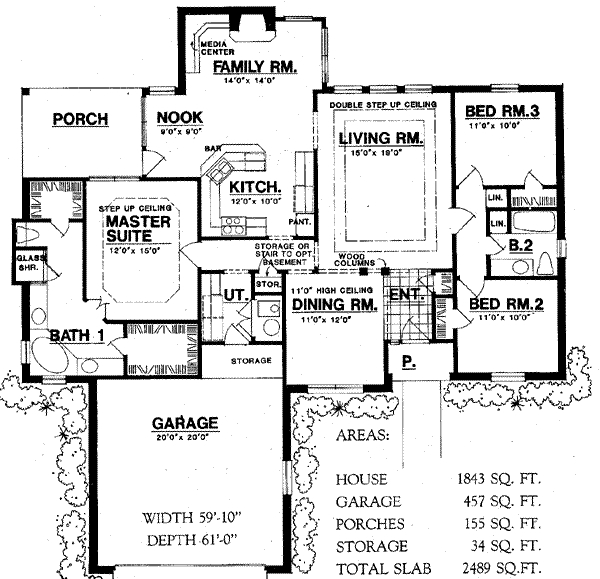 MEDIA
CENTER
FAMILY RM.
14'0"x 14'0"
PORCH
NOOK
9'0"x 9'0"
DOUBLE STEP UP CEILING
LIVING RM.
15'0"x 19'0"
BED RM.3
11'0"x 10'0"
BAR
KITCH.
12'0"x 10'0"
PANT.
LIN.
LIN.
B.2
STEP UP CEILING
MASTER
SUITE
12'0"x 15'0"
GLASS
SHR.
STORAGE OR
STAIR TO OPT.
BASEMENT
WOOD
COLUMNS
STOR.
UT.
11'0" HIGH CEILING
DINING RM.
11'0"x 12'0"
ENT.
BED RM.2
11'0"x 10'0"
BATH 1
STORAGE
P.
GARAGE
20'0"x 20'0"
WIDTH 59'-10"
DEPTH 61'-0"
AREAS:
HOUSE 1843 SQ. FT.
GARAGE 457 SQ. FT.
PORCHES 155 SQ. FT.
STORAGE 34 SQ. FT.
TOTAL SLAB 2489 SQ.FT.